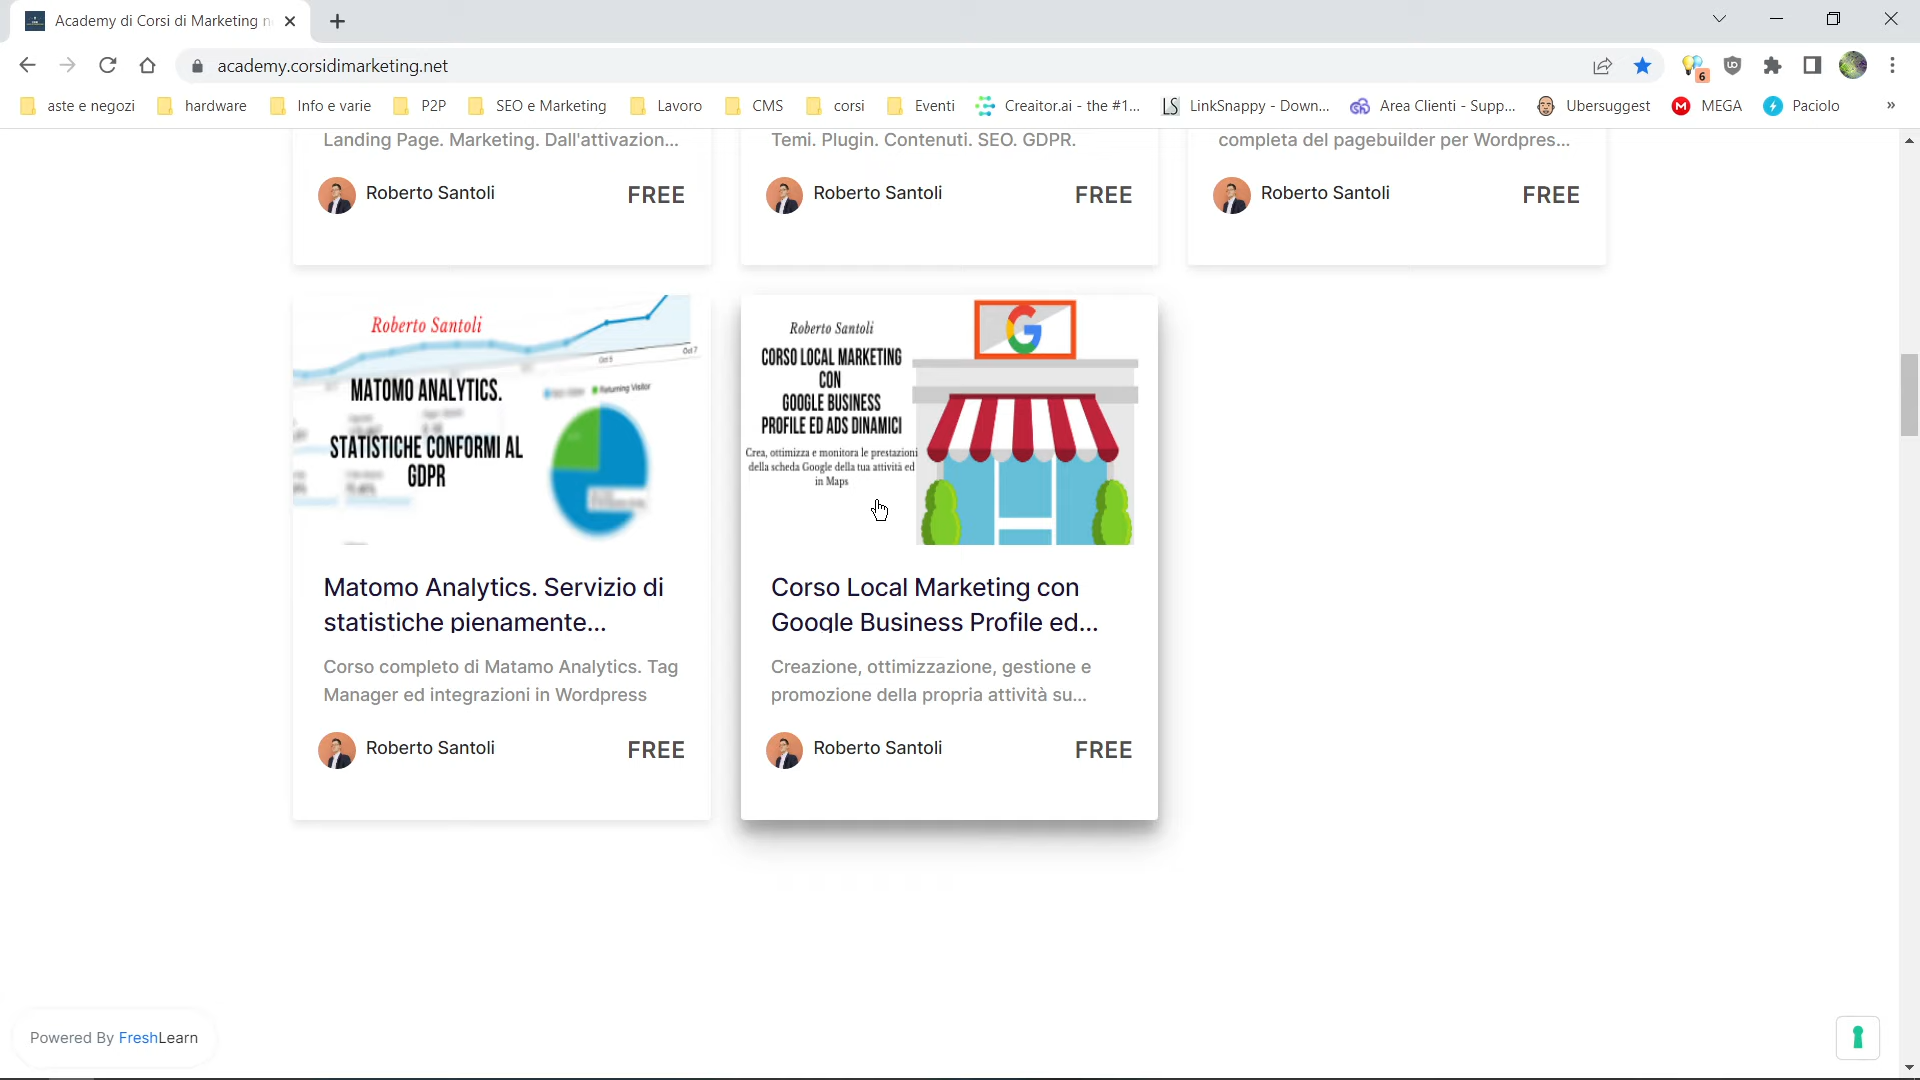 Academy di Corsi di Marketing n
academy.corsidimarketing.net
6
aste e negozi
hardware
Info e varie
P2P
SEO e Marketing
Lavoro
CMS
corsi
Eventi
Creaitor.ai - the #1...
LinkSnappy - Down...
Area Clienti - Supp...
Ubersuggest
MEGA
Paciolo
»
Landing Page. Marketing. Dall'attivazion...
Roberto Santoli
FREE
Temi. Plugin. Contenuti. SEO. GDPR.
Roberto Santoli
FREE
completa del pagebuilder per Wordpres...
Roberto Santoli
FREE
Roberto Santoli
Oct 7
MATOMO ANALYTICS.
Returning Visitor
STATISTICHE CONFORMI AL
GDPR
Matomo Analytics. Servizio di
statistiche pienamente...
Corso completo di Matamo Analytics. Tag
Manager ed integrazioni in Wordpress
Roberto Santoli
FREE
Roberto Santoli
CORSO LOCAL MARKETING
CON
GOOGLE BUSINESS
PROFILE ED ADS DINAMICI
Crea, ottimizza e monitora le prestazioni
della scheda Google della tua attività ed
in Maps
G
Corso Local Marketing con
Google Business Profile ed...
Creazione, ottimizzazione, gestione e
promozione della propria attività su...
Roberto Santoli
FREE
Powered By FreshLearn